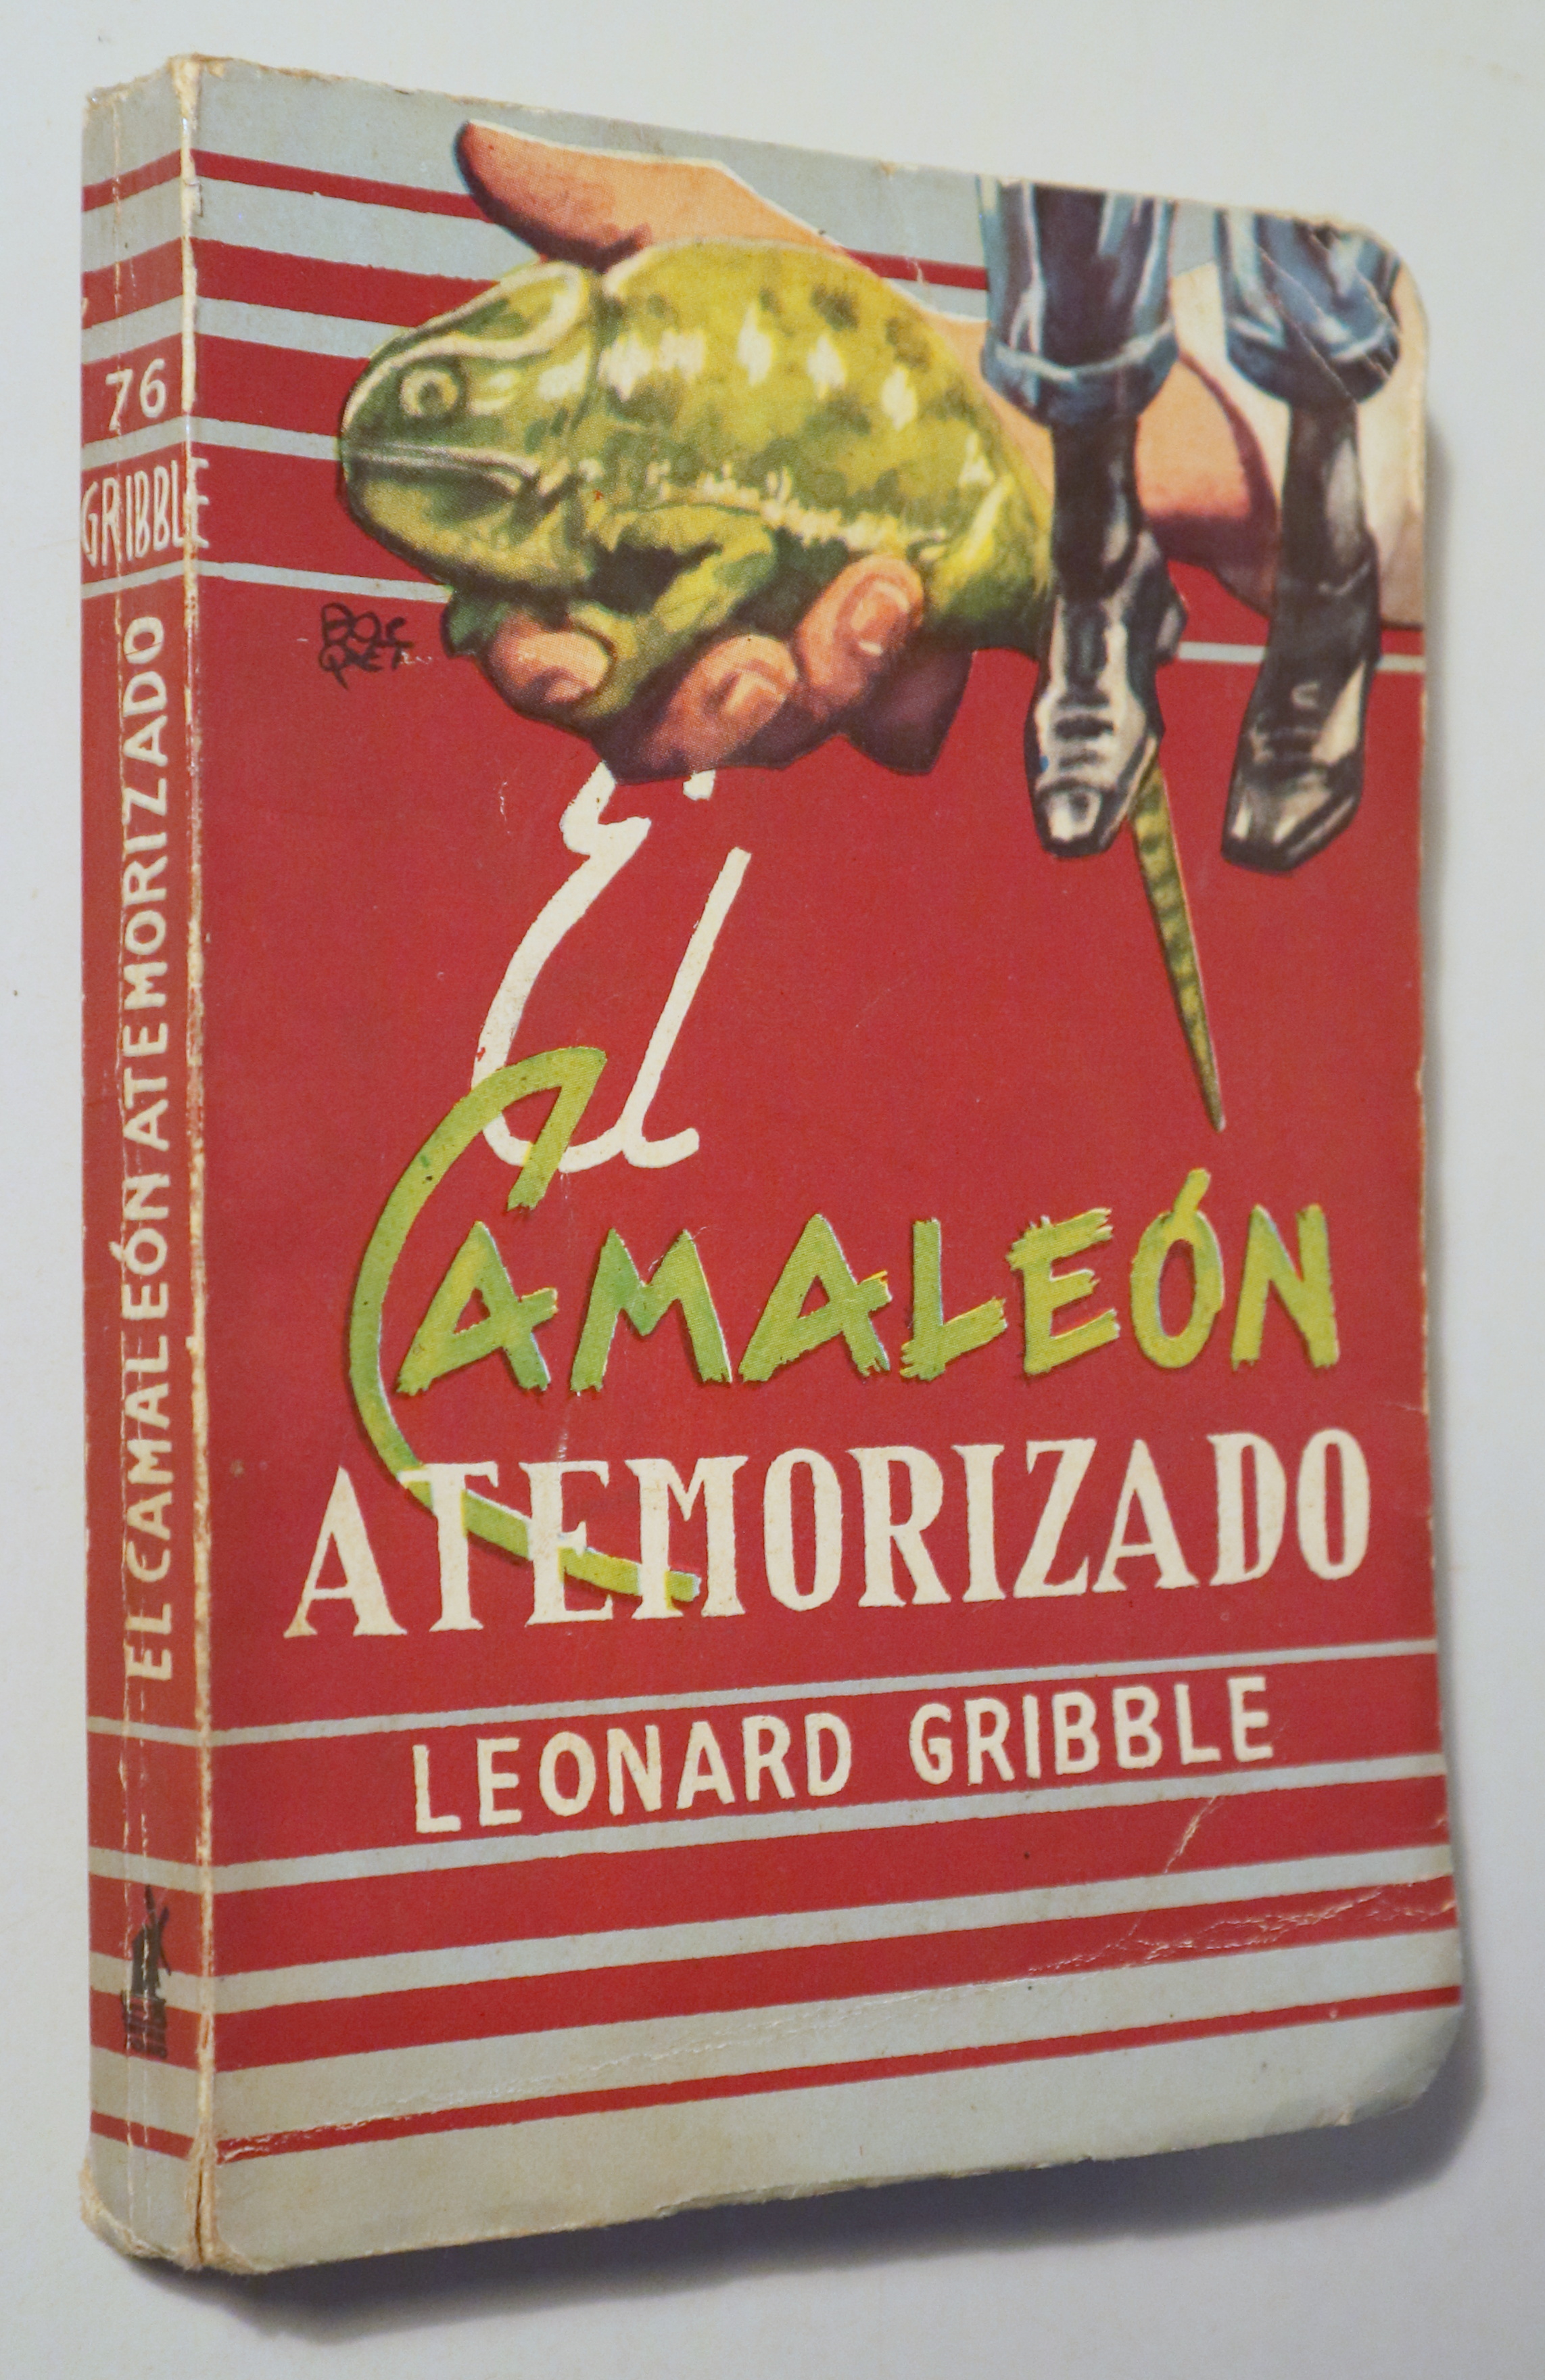 76
GRIBBLE
EL CAMALEÓN ATEMORIZADO
El
CAMALEÓN
ATEMORIZADO
LEONARD GRIBBLE